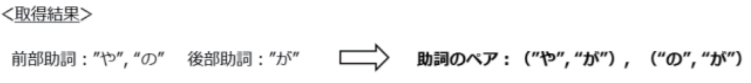 ＜取得結果＞
前部助詞：”や”, “の”　後部助詞：”が”　助詞のペア：（”や”, “が”），（“の”, “が”）